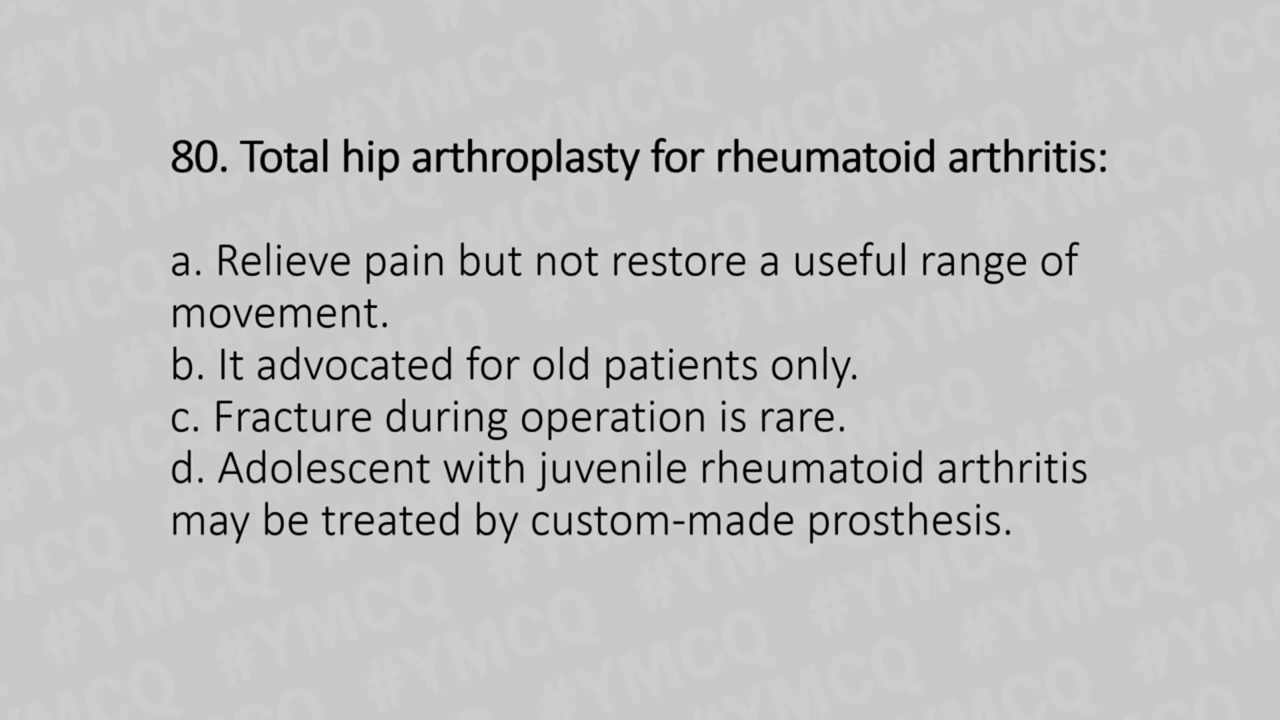 80. Total hip arthroplasty for rheumatoid arthritis:
a. Relieve pain but not restore a useful range of
movement.
b. It advocated for old patients only.
c. Fracture during operation is rare.
d. Adolescent with juvenile rheumatoid arthritis
may be treated by custom-made prosthesis.
#YMCQ